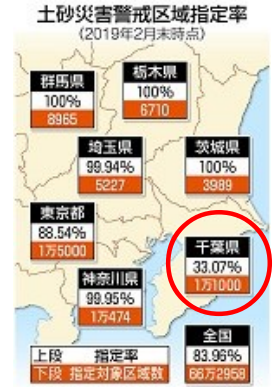 土砂災害警戒区域指定率
(2019年2月末時点)
群馬県
100%
8965
栃木県
100%
6710
埼玉県
99.94%
5227
茨城県
100%
3989
東京都
88.54%
1万5000
千葉県
33.07%
1万1000
神奈川県
99.95%
1万474
全国
83.96%
66万2958
上段 指定率
下段 指定対象区域数